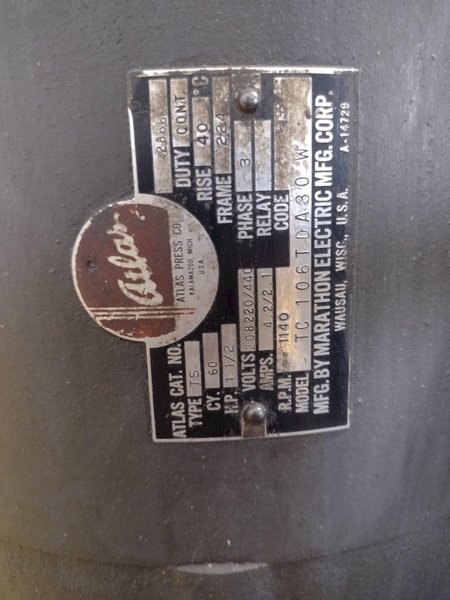 Atlas
ATLAS PRESS CO.
KALAMAZOO, MICH.
U.S.A.
ATLAS CAT. NO.
TYPE TS DUTY CONT.
CY. 60 RISE 40 °C
H.P. 1 1/2 FRAME 224
VOLTS 208220/440 PHASE 3
AMPS. 4.2/2.1 RELAY
R.P.M. 1140 CODE
MODEL TC 106TDA30 W
MFG. BY MARATHON ELECTRIC MFG. CORP.
WAUSAU, WISC., U.S.A. A-14729